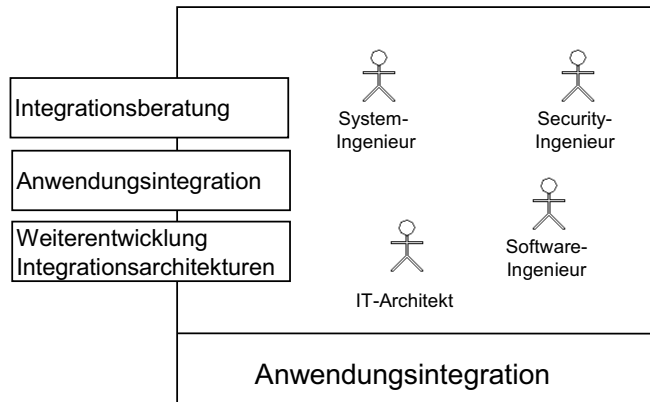 Integrationsberatung
Anwendungsintegration
Weiterentwicklung
Integrationsarchitekturen
System-
Ingenieur
Security-
Ingenieur
Software-
Ingenieur
IT-Architekt
Anwendungsintegration